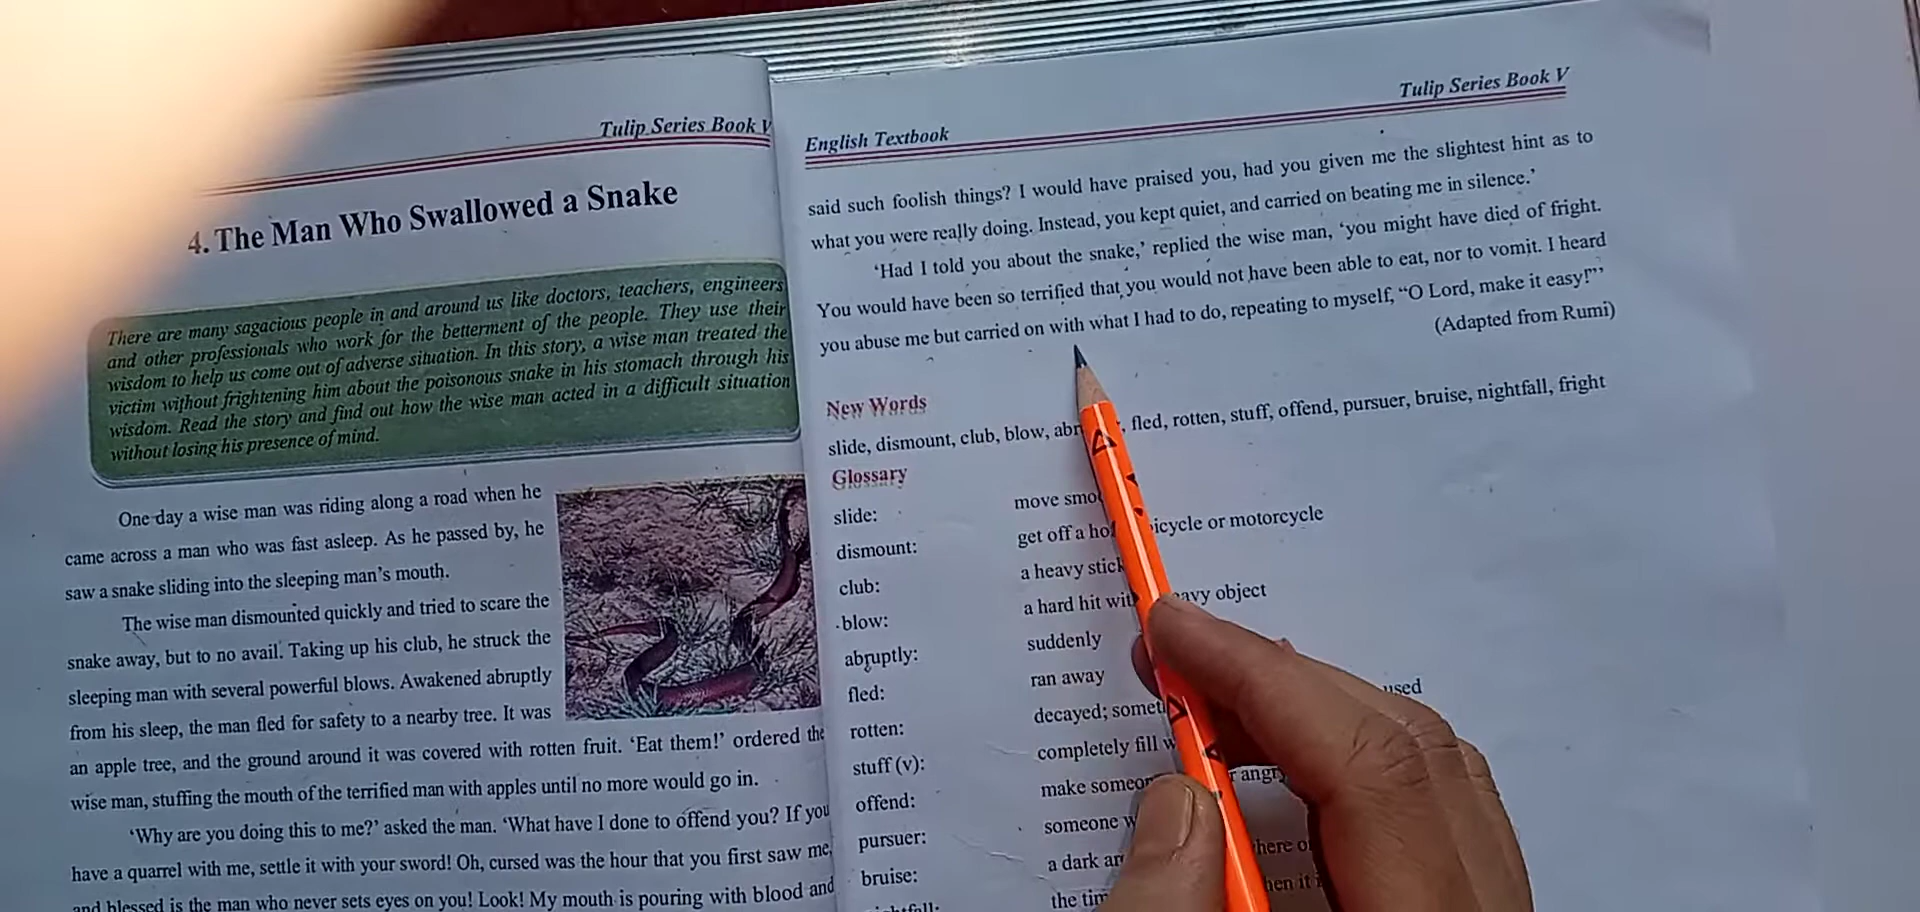 Tulip Series Book V
4. The Man Who Swallowed a Snake
There are many sagacious people in and around us like doctors, teachers, engineers
and other professionals who work for the betterment of the people. They use their
wisdom to help us come out of adverse situation. In this story, a wise man treated the
victim without frightening him about the poisonous snake in his stomach through his
wisdom. Read the story and find out how the wise man acted in a difficult situation
without losing his presence of mind.
One day a wise man was riding along a road when he
came across a man who was fast asleep. As he passed by, he
saw a snake sliding into the sleeping man's mouth.
The wise man dismounted quickly and tried to scare the
snake away, but to no avail. Taking up his club, he struck the
sleeping man with several powerful blows. Awakened abruptly
from his sleep, the man fled for safety to a nearby tree. It was
an apple tree, and the ground around it was covered with rotten fruit. 'Eat them!' ordered the
wise man, stuffing the mouth of the terrified man with apples until no more would go in.
'Why are you doing this to me?' asked the man. 'What have I done to offend you? If you
have a quarrel with me, settle it with your sword! Oh, cursed was the hour that you first saw me,
and blessed is the man who never sets eyes on you! Look! My mouth is pouring with blood and
English Textbook
Tulip Series Book V
said such foolish things? I would have praised you, had you given me the slightest hint as to
what you were really doing. Instead, you kept quiet, and carried on beating me in silence.'
'Had I told you about the snake,' replied the wise man, 'you might have died of fright.
You would have been so terrified that you would not have been able to eat, nor to vomit. I heard
you abuse me but carried on with what I had to do, repeating to myself, "O Lord, make it easy!"'
(Adapted from Rumi)
New Words
slide, dismount, club, blow, fled, rotten, stuff, offend, pursuer, bruise, nightfall, fright
Glossary
slide: move
dismount: get off a bicycle or motorcycle
club: a heavy stick
blow: a hard hit heavy object
abruptly: suddenly
fled: ran away
rotten: decayed; used
stuff (v): completely fill
offend: make angry
pursuer: someone
bruise: a dark
the